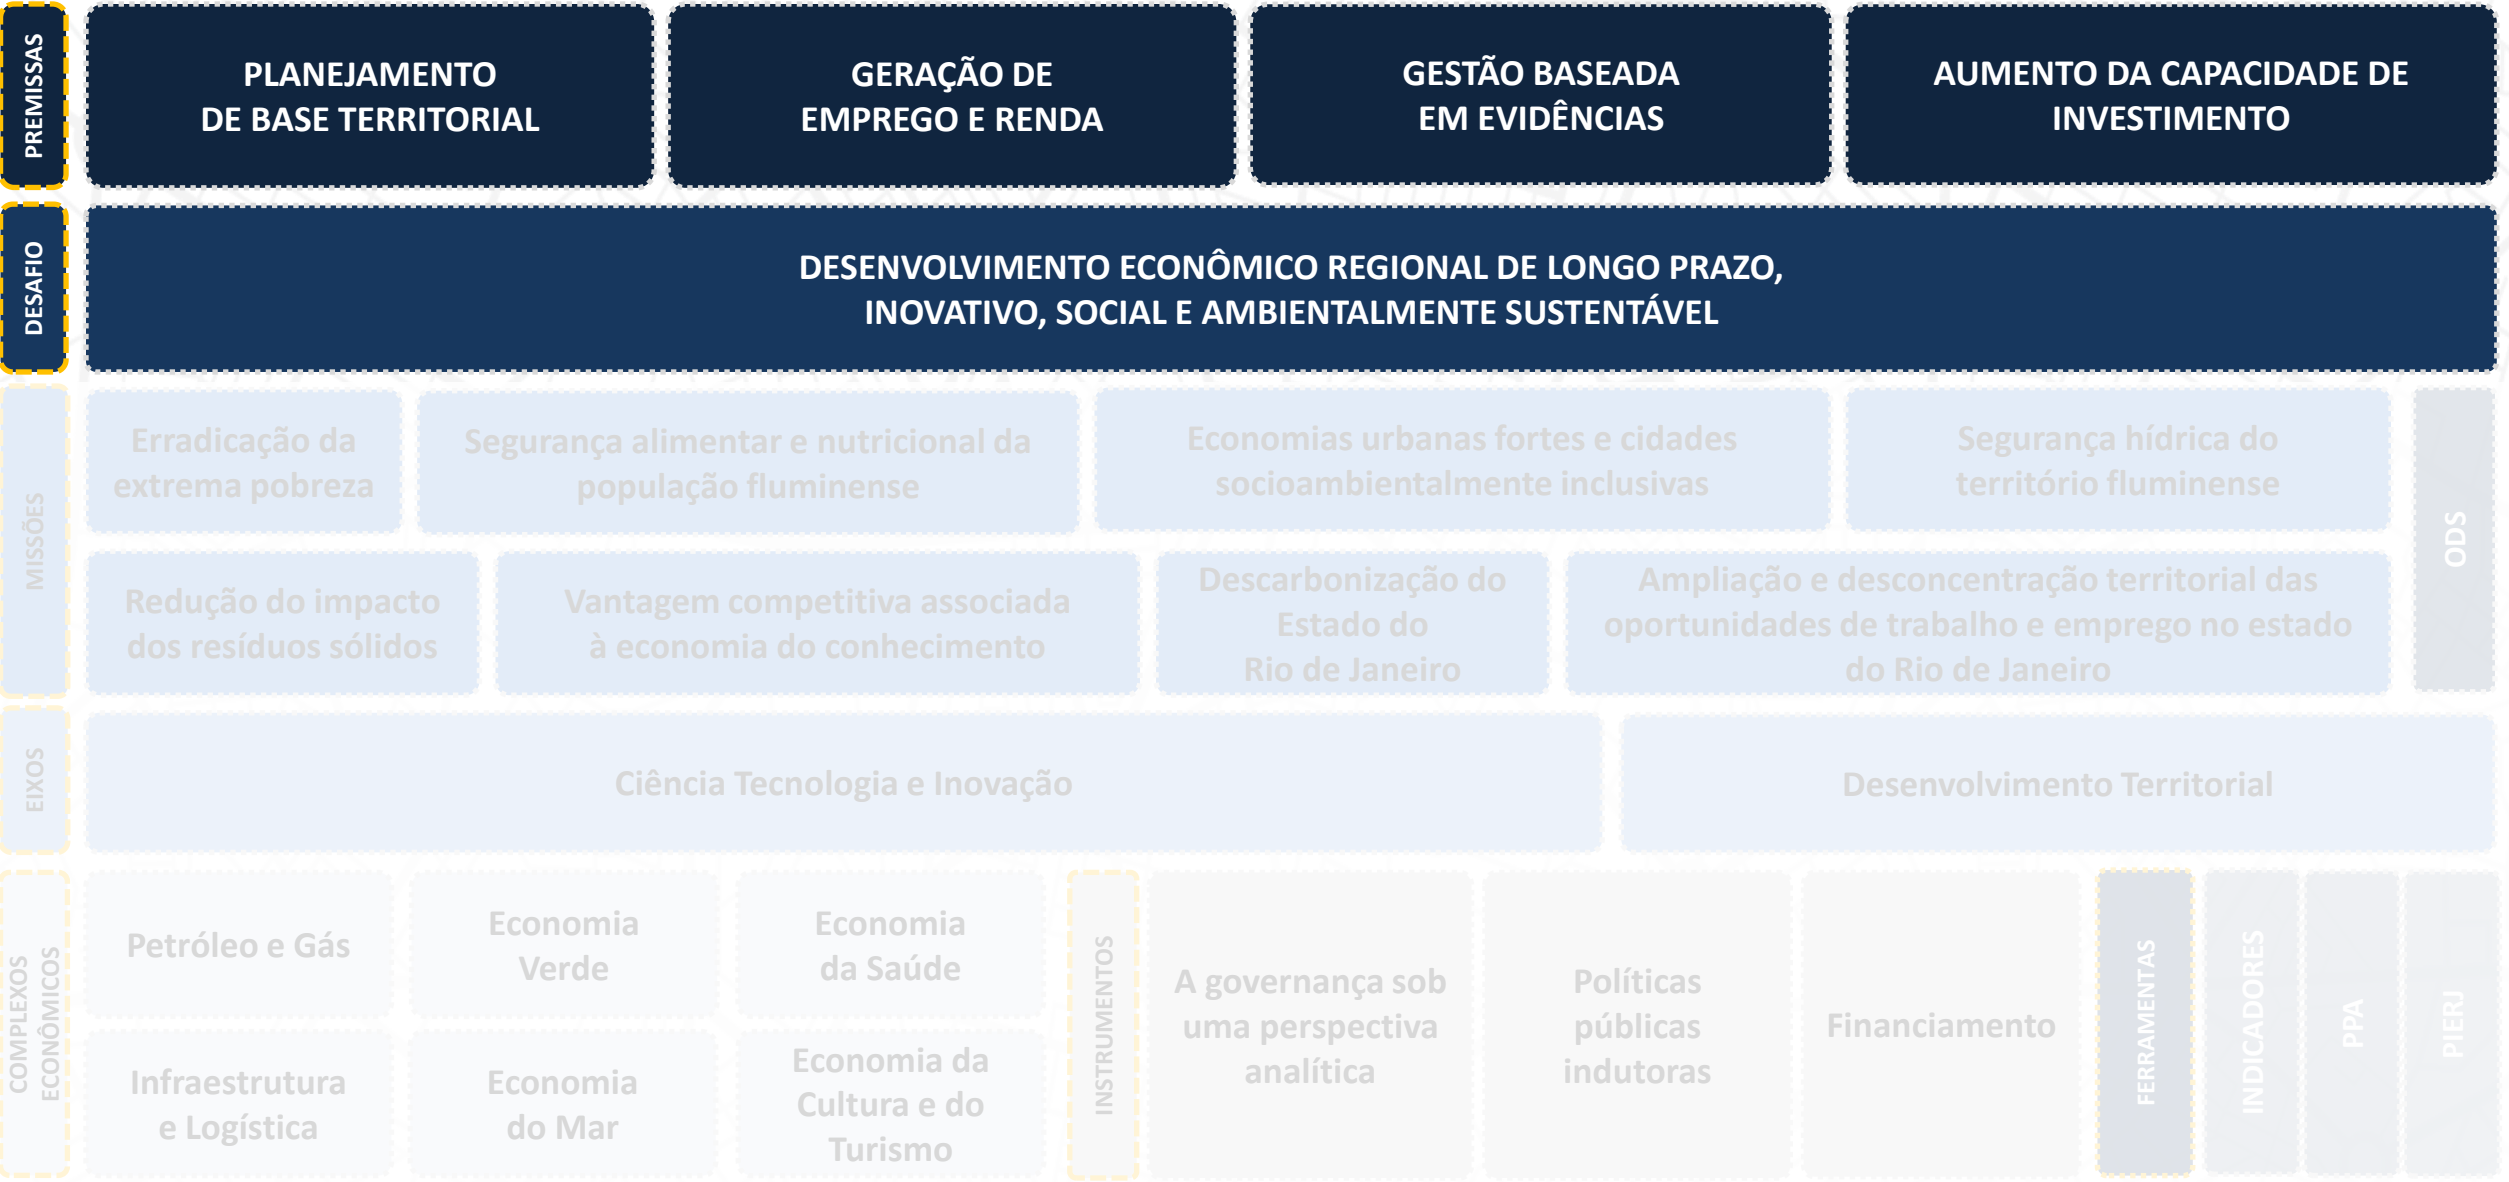 PREMISSAS
PLANEJAMENTO
DE BASE TERRITORIAL
GERAÇÃO DE
EMPREGO E RENDA
GESTÃO BASEADA
EM EVIDÊNCIAS
AUMENTO DA CAPACIDADE DE
INVESTIMENTO
DESAFIO
DESENVOLVIMENTO ECONÔMICO REGIONAL DE LONGO PRAZO,
INOVATIVO, SOCIAL E AMBIENTALMENTE SUSTENTÁVEL
MISSÕES
Erradicação da
extrema pobreza
Segurança alimentar e nutricional da
população fluminense
Economias urbanas fortes e cidades
socioambientalmente inclusivas
Segurança hídrica do
território fluminense
Redução do impacto
dos resíduos sólidos
Vantagem competitiva associada
à economia do conhecimento
Descarbonização do
Estado do
Rio de Janeiro
Ampliação e desconcentração territorial das
oportunidades de trabalho e emprego no estado
do Rio de Janeiro
ODS
EIXOS
Ciência Tecnologia e Inovação
Desenvolvimento Territorial
COMPLEXOS
ECONÔMICOS
Petróleo e Gás
Economia
Verde
Economia
da Saúde
Infraestrutura
e Logística
Economia
do Mar
Economia da
Cultura e do
Turismo
INSTRUMENTOS
A governança sob
uma perspectiva
analítica
Políticas
públicas
indutoras
Financiamento
FERRAMENTAS
INDICADORES
PPA
PIERJ